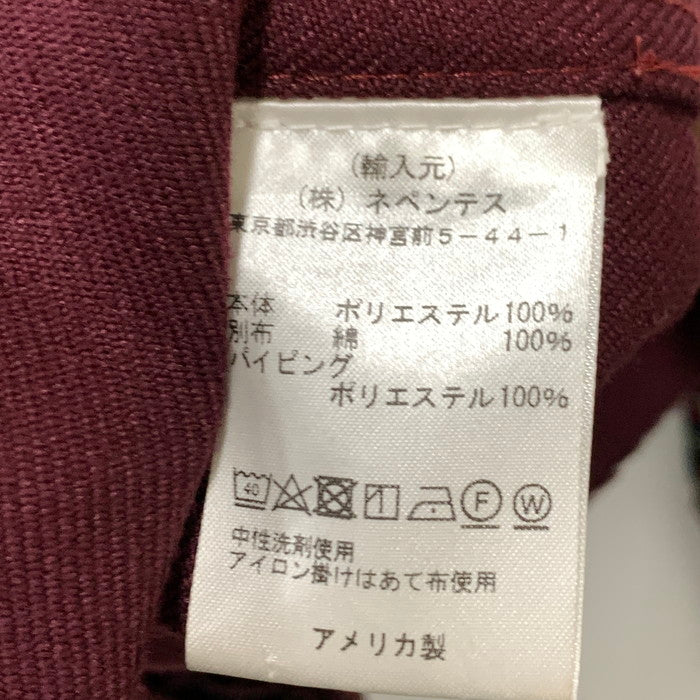 (輸入元)
(株) ネペンテス
東京都渋谷区神宮前5-44-1
本体 ポリエステル100%
別布 綿 100%
パイピング
ポリエステル100%
40 F W
中性洗剤使用
アイロン掛けはあて布使用
アメリカ製